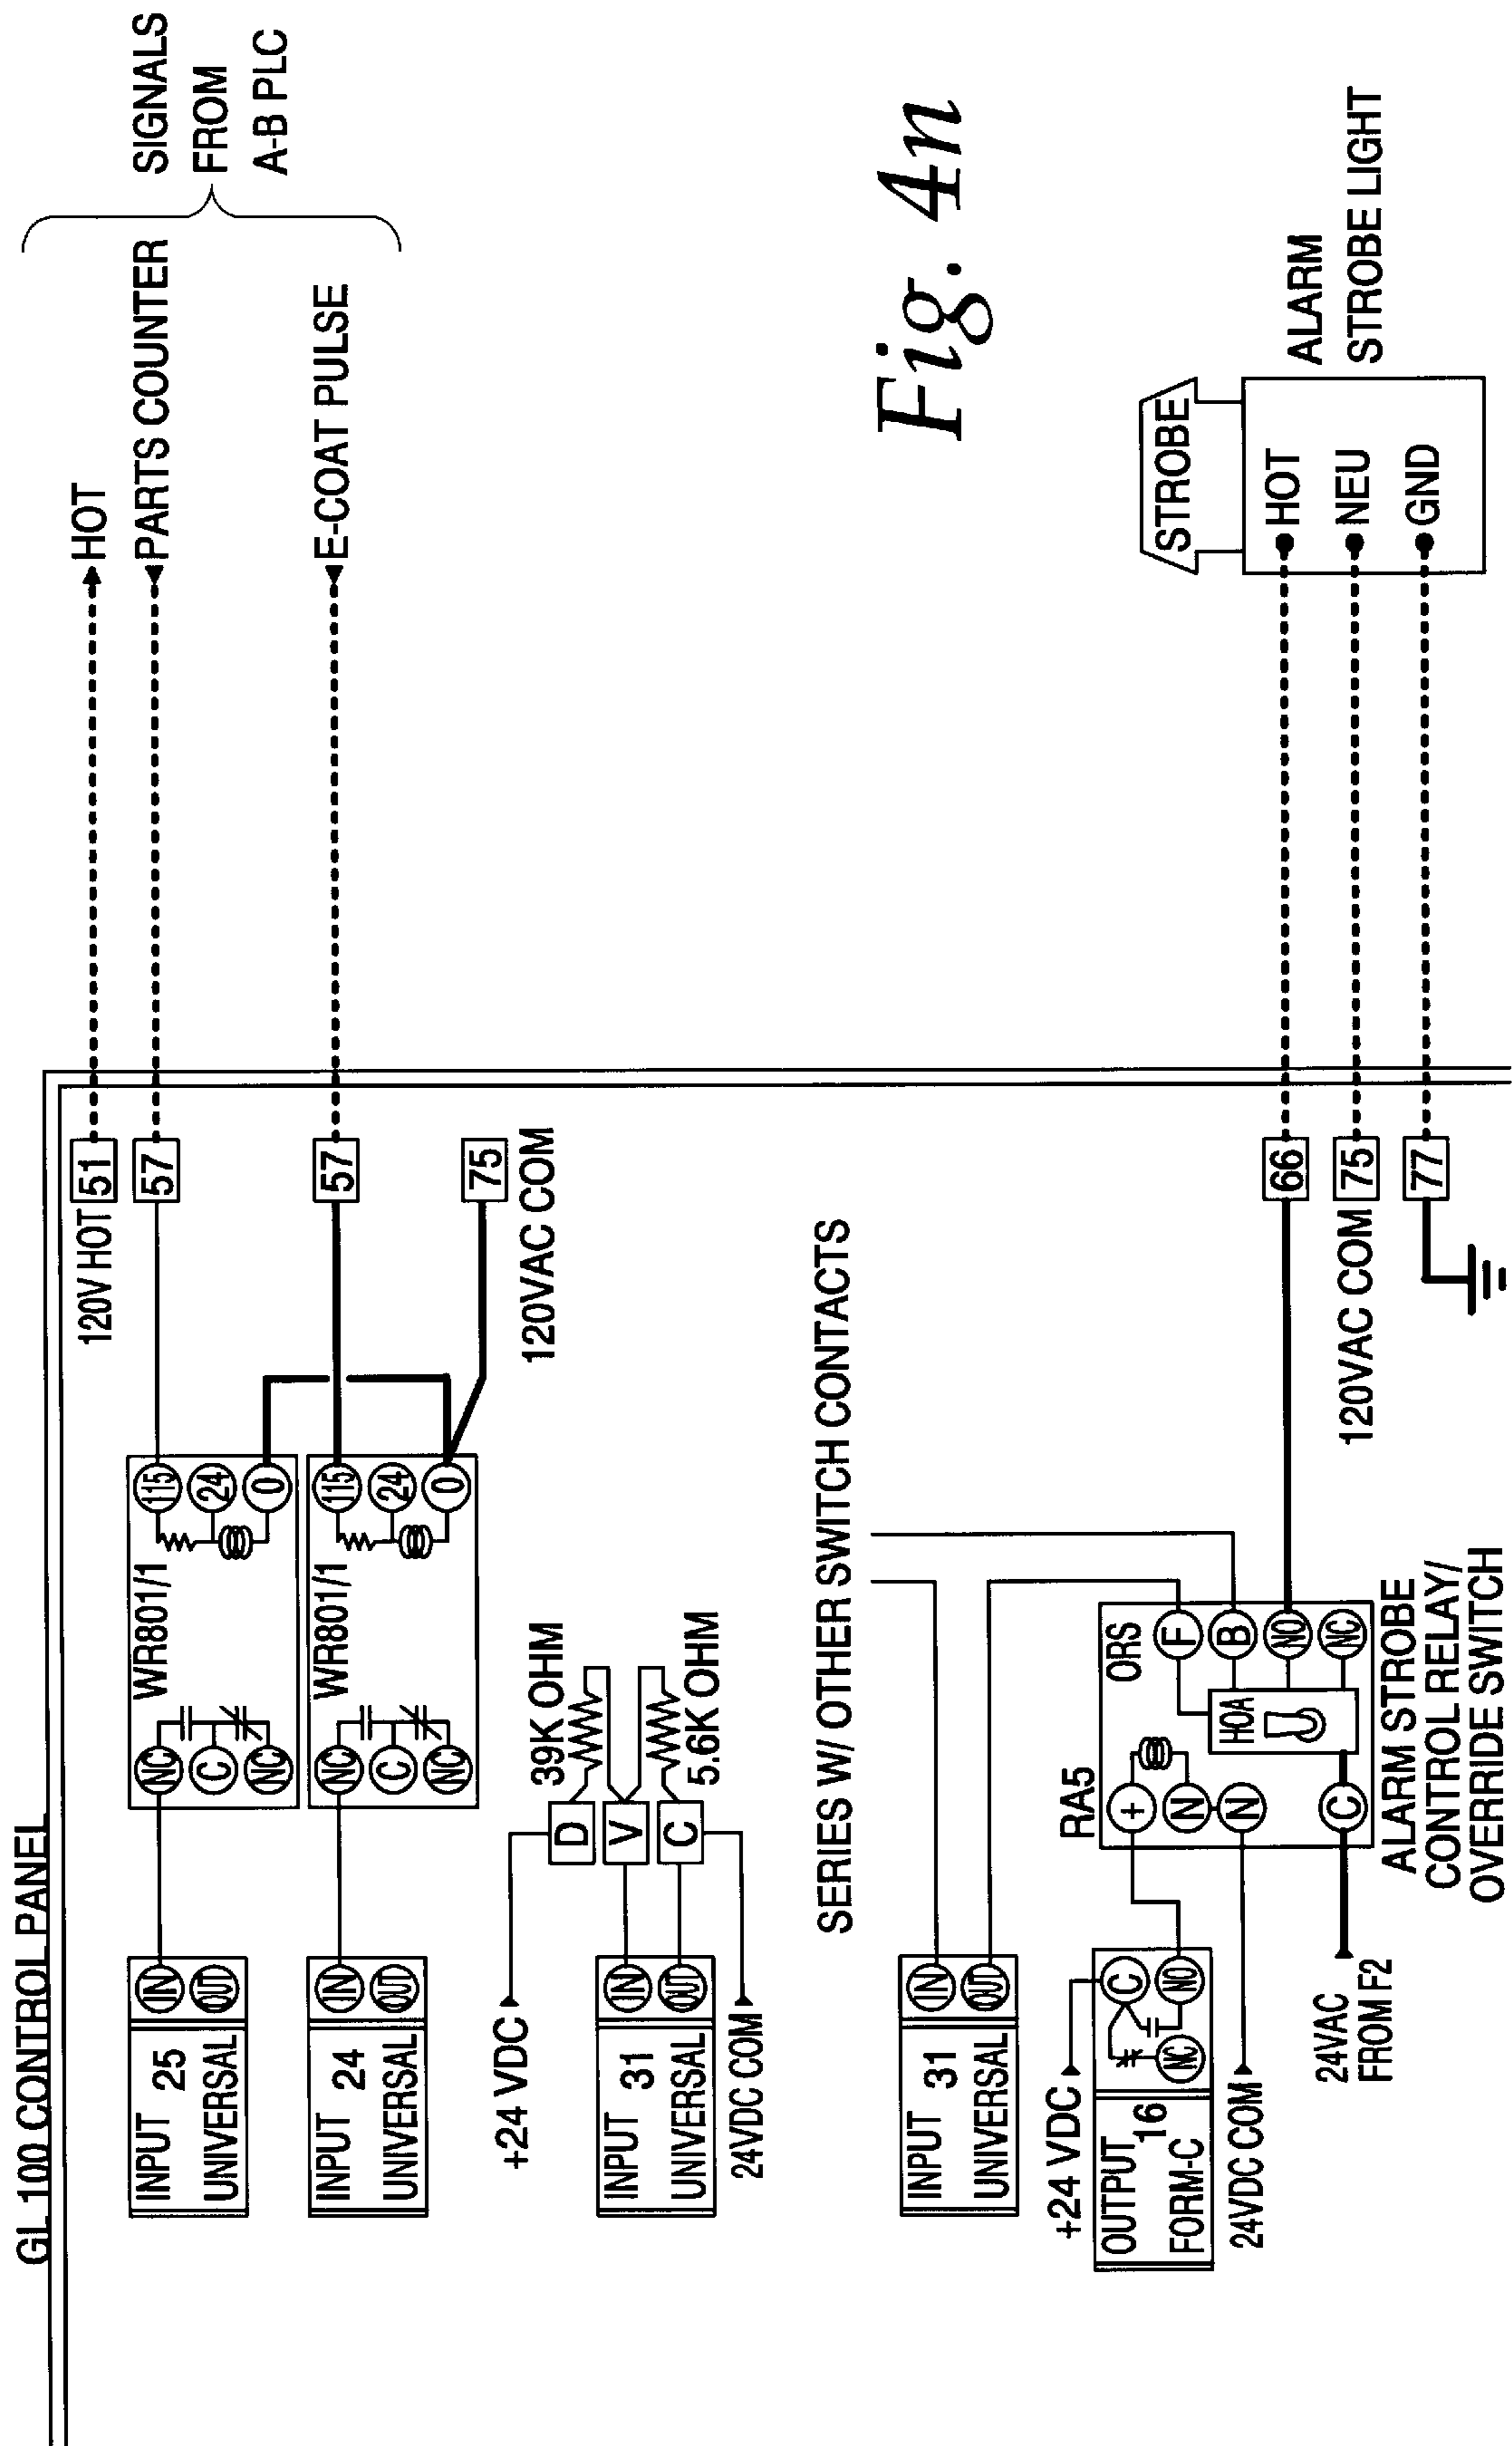 GL 100 CONTROL PANEL
INPUT 25
UNIVERSAL
IN
OUT
NC
C
NC
WR801/1
115
24
0
120V HOT 51
57
HOT
PARTS COUNTER
SIGNALS
FROM
A-B PLC
INPUT 24
UNIVERSAL
IN
OUT
NC
C
NC
WR801/1
115
24
0
57
E-COAT PULSE
75
120VAC COM
+24 VDC
D
V
C
39K OHM
5.6K OHM
INPUT 31
UNIVERSAL
IN
OUT
24VDC COM
SERIES W/ OTHER SWITCH CONTACTS
Fig. 4n
INPUT 31
UNIVERSAL
IN
OUT
+24 VDC
OUTPUT 16
FORM-C
C
NO
NC
24VDC COM
RA5
+
N
N
C
ORS
HOA
F
B
NO
NC
24VAC
FROM F2
ALARM STROBE
CONTROL RELAY/
OVERRIDE SWITCH
66
120VAC COM 75
77
STROBE
HOT
NEU
GND
ALARM
STROBE LIGHT